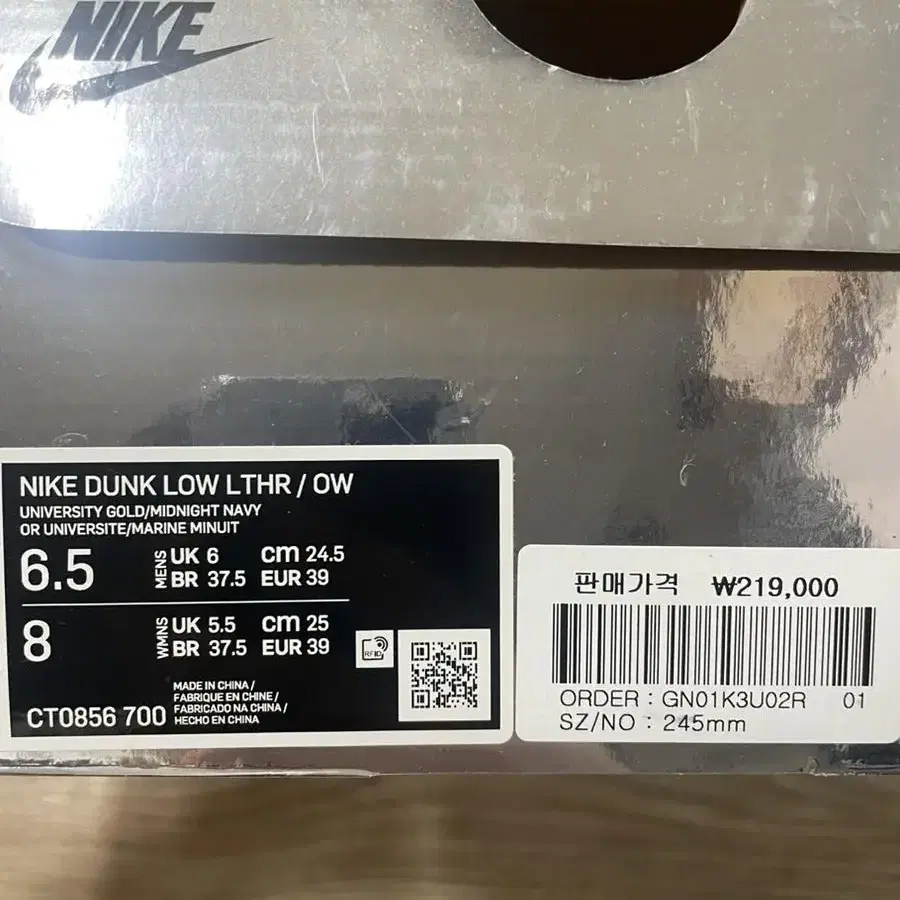 NIKE
NIKE DUNK LOW LTHR / OW
UNIVERSITY GOLD/MIDNIGHT NAVY
OR UNIVERSITE/MARINE MINUIT
6.5 MENS UK 6 cm 24.5
BR 37.5 EUR 39
8 WMNS UK 5.5 cm 25
BR 37.5 EUR 39
RFID
MADE IN CHINA /
FABRIQUE EN CHINE /
FABRICADO NA CHINA /
HECHO EN CHINA
CT0856 700
판매가격 ₩219,000
ORDER : GN01K3U02R 01
SZ/NO : 245mm